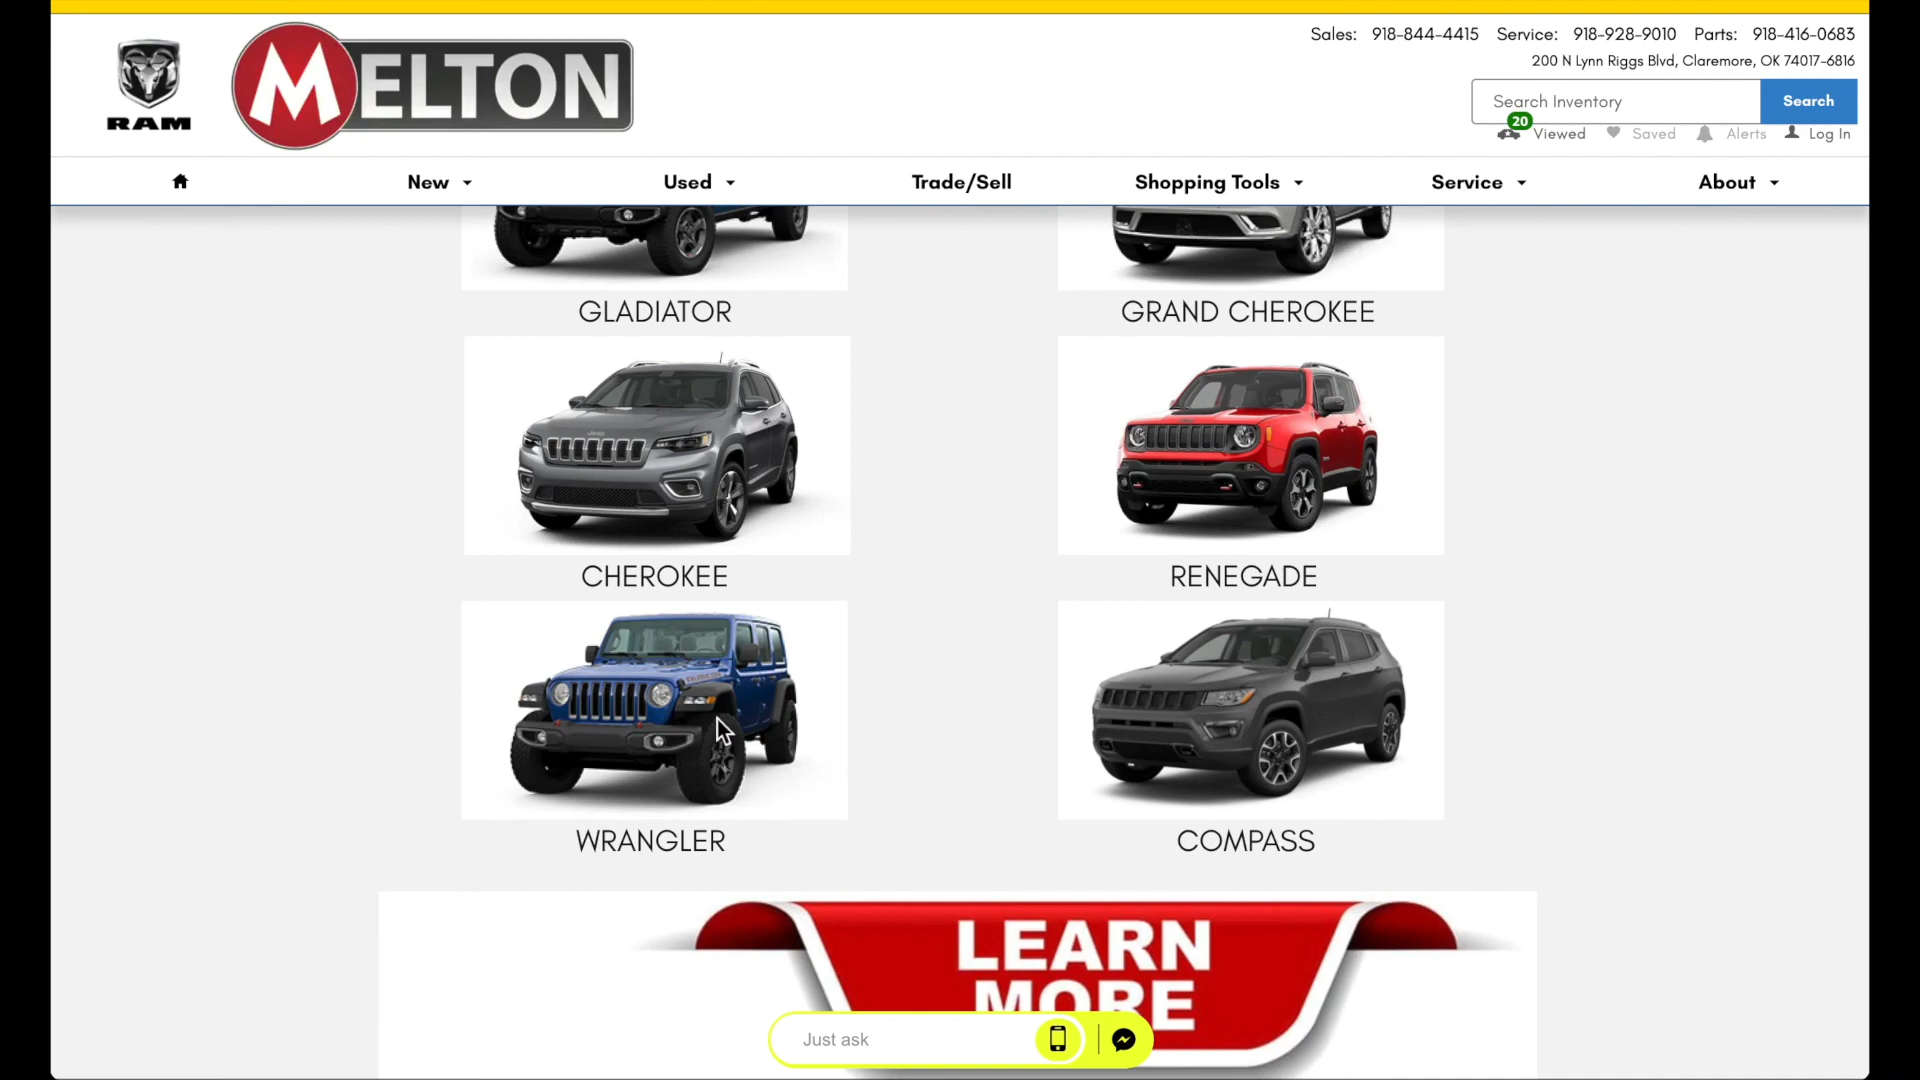 Sales: 918-844-4415 Service: 918-928-9010 Parts: 918-416-0683
200 N Lynn Riggs Blvd, Claremore, OK 74017-6816
RAM
MELTON
Search Inventory Search
20 Viewed Saved Alerts Log In
New Used Trade/Sell Shopping Tools Service About
GLADIATOR GRAND CHEROKEE
CHEROKEE RENEGADE
WRANGLER COMPASS
LEARN
MORE
Just ask